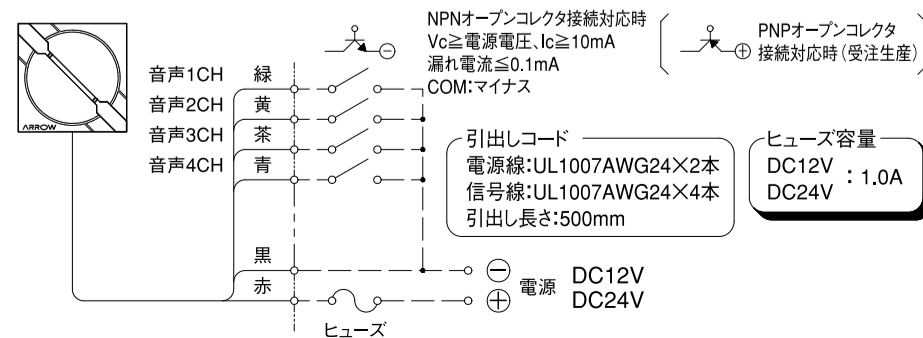 ARROW
音声1CH 緑
音声2CH 黄
音声3CH 茶
音声4CH 青
黒
赤
ヒューズ
NPNオープンコレクタ接続対応時
Vc≧電源電圧、Ic≧10mA
漏れ電流≦0.1mA
COM:マイナス
PNPオープンコレクタ
接続対応時(受注生産)
引出しコード
電源線:UL1007AWG24×2本
信号線:UL1007AWG24×4本
引出し長さ:500mm
ヒューズ容量
DC12V
DC24V
: 1.0A
⊖
⊕
電源
DC12V
DC24V